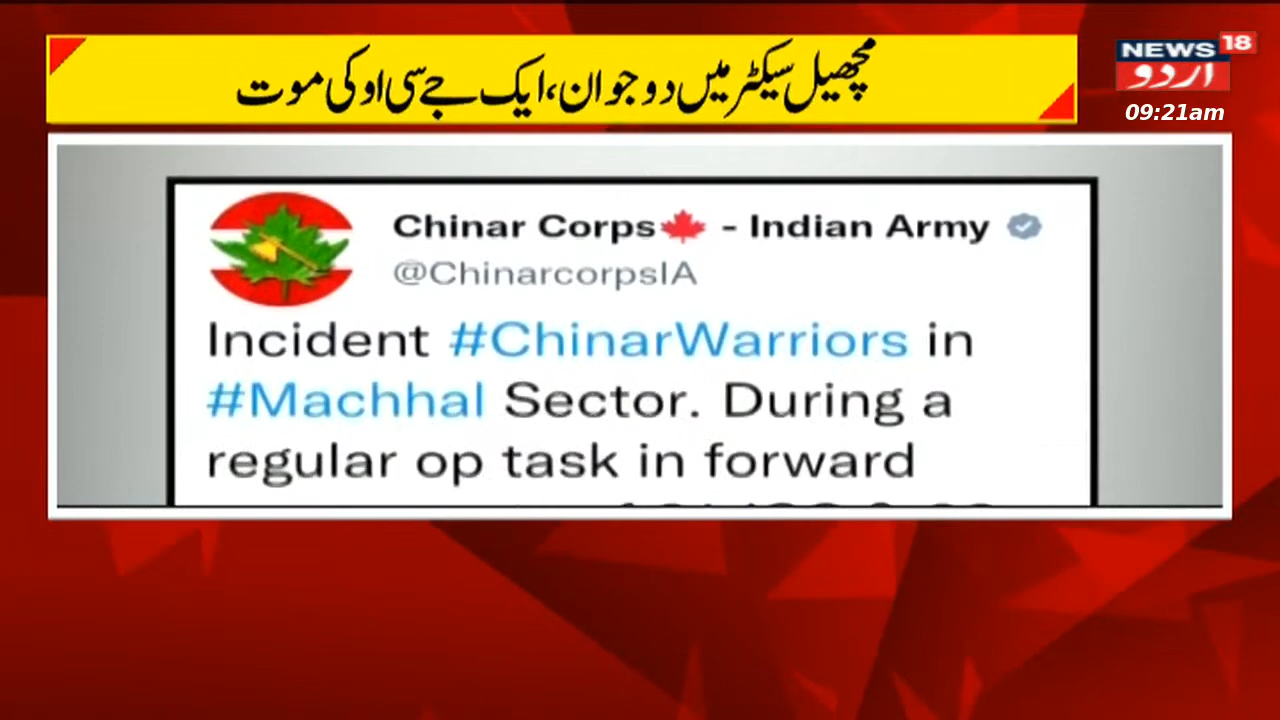 مچھیل سیکٹر میں دو جوان، ایک جے سی او کی موت
NEWS 18
اردو
09:21am
Chinar Corps🍁 - Indian Army
@ChinarcorpsIA
Incident #ChinarWarriors in
#Machhal Sector. During a
regular op task in forward